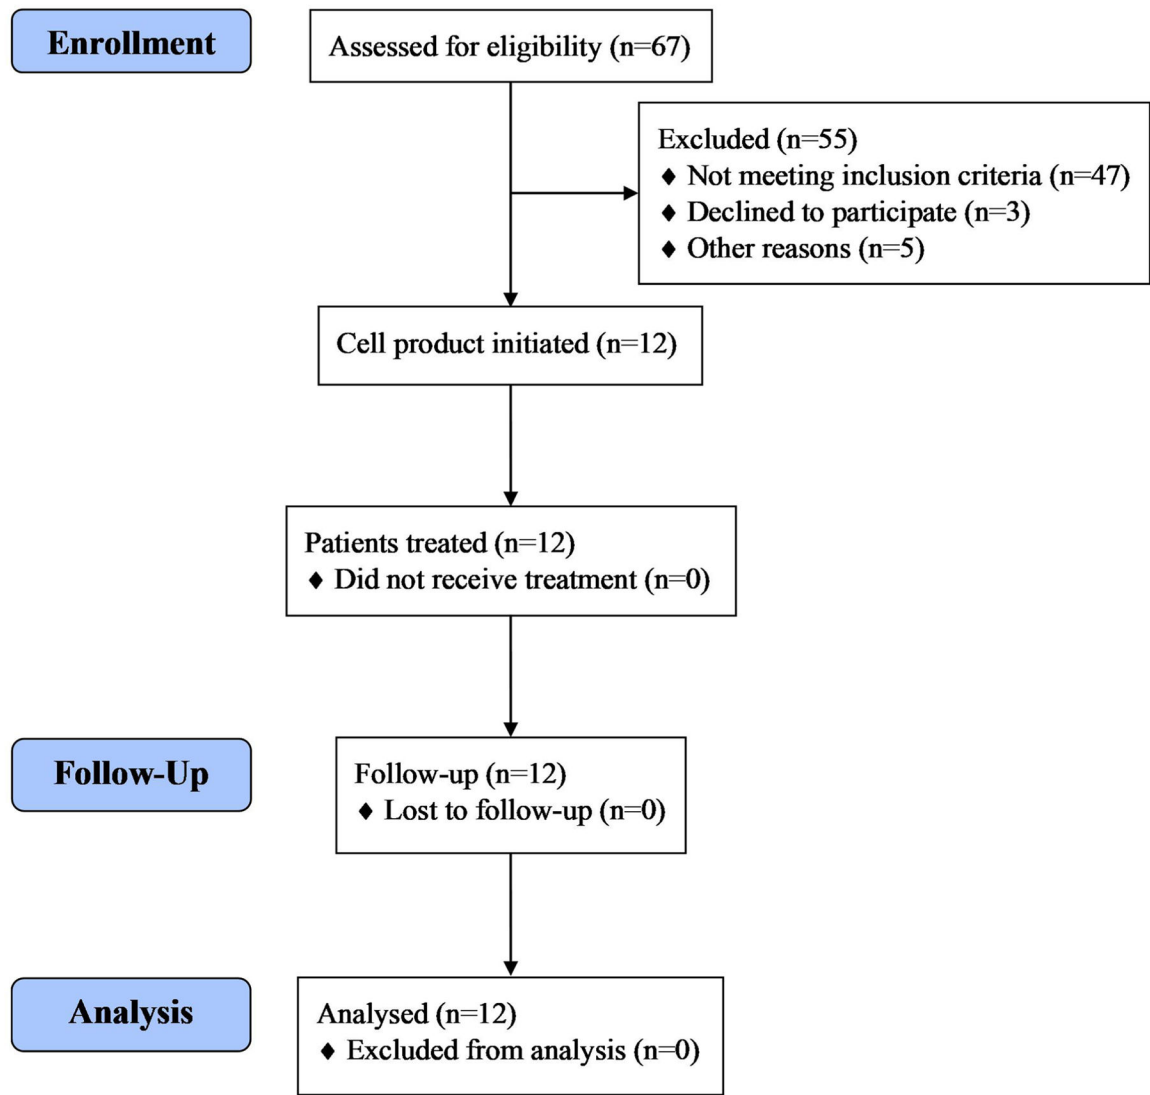 Enrollment
Assessed for eligibility (n=67)
Excluded (n=55)
♦ Not meeting inclusion criteria (n=47)
♦ Declined to participate (n=3)
♦ Other reasons (n=5)
Cell product initiated (n=12)
Patients treated (n=12)
♦ Did not receive treatment (n=0)
Follow-Up
Follow-up (n=12)
♦ Lost to follow-up (n=0)
Analysis
Analysed (n=12)
♦ Excluded from analysis (n=0)